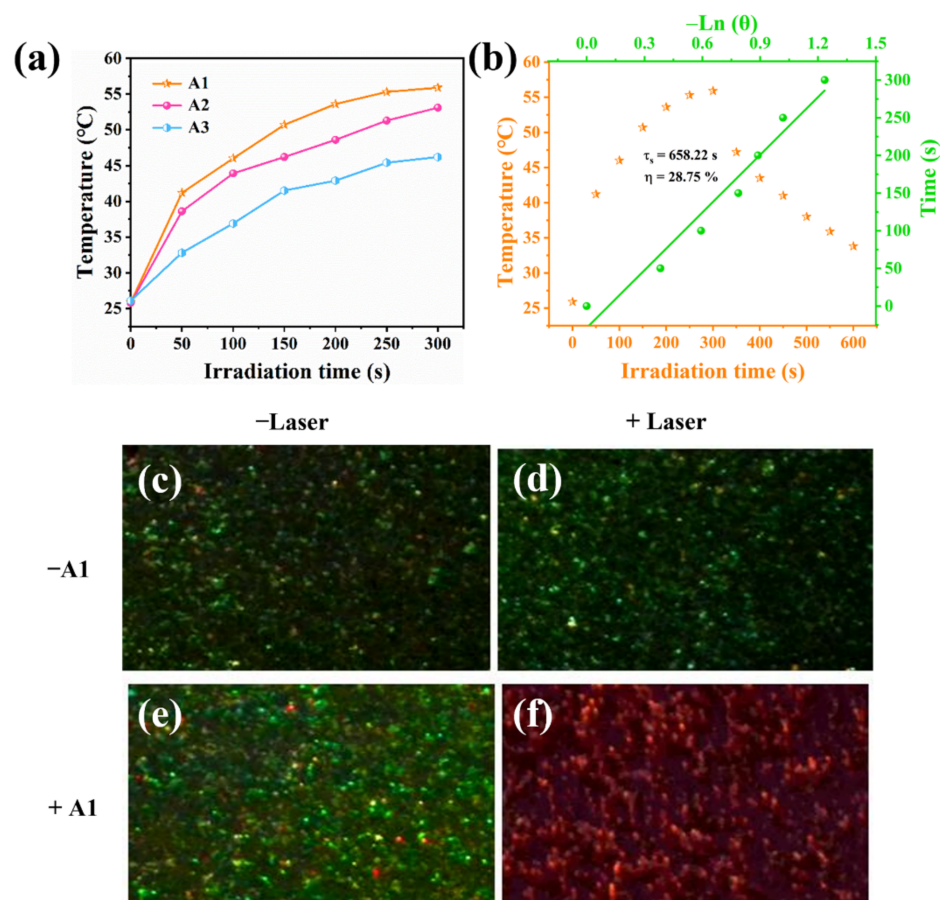 (a)
A1
A2
A3
60
55
50
45
40
35
30
25
Temperature (°C)
0 50 100 150 200 250 300
Irradiation time (s)
(b)
−Ln (θ)
0.0 0.3 0.6 0.9 1.2 1.5
60
55
50
45
40
35
30
25
Temperature (°C)
τs = 658.22 s
η = 28.75 %
300
200
150
100
50
0
Time (s)
0 100 200 300 400 500 600
Irradiation time (s)
−Laser
+ Laser
−A1
(c)
(d)
+ A1
(e)
(f)